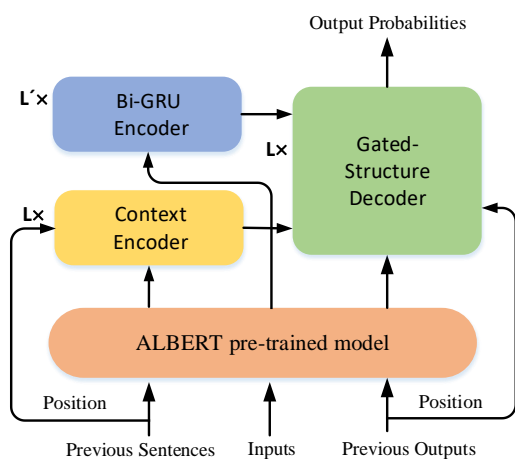 Output Probabilities
L´×
Bi-GRU
Encoder
L×
Gated-
Structure
Decoder
L×
Context
Encoder
ALBERT pre-trained model
Position
Position
Previous Sentences
Inputs
Previous Outputs